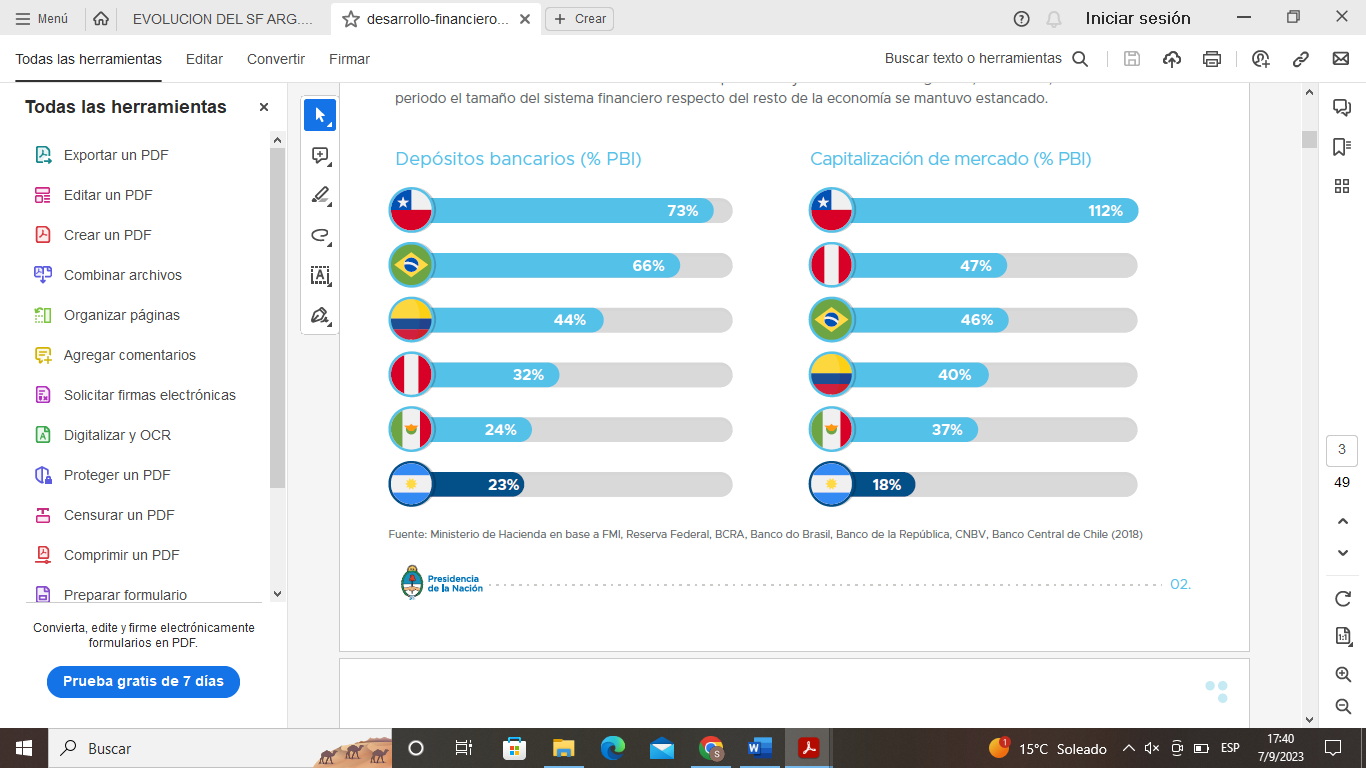 Menú
EVOLUCION DEL SF ARG....
desarrollo-financiero...
Crear
Iniciar sesión
Todas las herramientas
Editar
Convertir
Firmar
Buscar texto o herramientas
Todas las herramientas
Exportar un PDF
Editar un PDF
Crear un PDF
Combinar archivos
Organizar páginas
Agregar comentarios
Solicitar firmas electrónicas
Digitalizar y OCR
Proteger un PDF
Censurar un PDF
Comprimir un PDF
Preparar formulario
Convierta, edite y firme electrónicamente
formularios en PDF.
Prueba gratis de 7 días
periodo el tamaño del sistema financiero respecto del resto de la economía se mantuvo estancado.
Depósitos bancarios (% PBI)
73%
66%
44%
32%
24%
23%
Capitalización de mercado (% PBI)
112%
47%
46%
40%
37%
18%
Fuente: Ministerio de Hacienda en base a FMI, Reserva Federal, BCRA, Banco do Brasil, Banco de la República, CNBV, Banco Central de Chile (2018)
Presidencia
de la Nación
02.
3
49
1:1
Buscar
S
W
1
15°C Soleado
ESP
17:40
7/9/2023